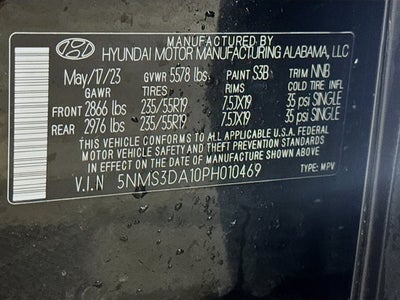 MANUFACTURED BY
HYUNDAI MOTOR MANUFACTURING ALABAMA, LLC
May/17/23 GVWR 5578 lbs PAINT S3B TRIM NNB
GAWR TIRES RIMS COLD TIRE INFL
FRONT 2866 lbs 235/55R19 7.5JX19 35 psi SINGLE
REAR 2976 lbs 235/55R19 7.5JX19 35 psi SINGLE
THIS VEHICLE CONFORMS TO ALL APPLICABLE U.S.A. FEDERAL
MOTOR VEHICLE SAFETY AND THEFT PREVENTION STANDARDS
IN EFFECT ON THE DATE OF MANUFACTURE SHOWN ABOVE.
V.I.N 5NMS3DA10PH010469 TYPE: MPV